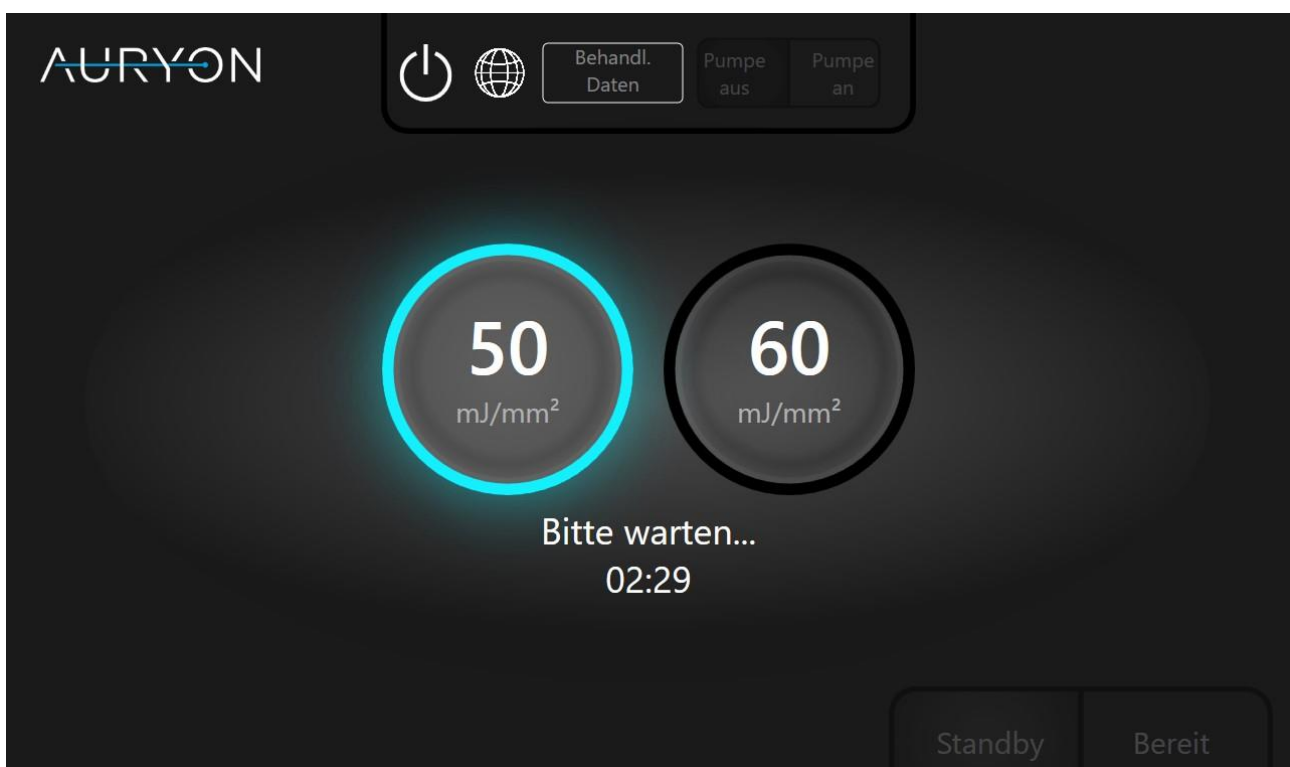 AURYON
Behandl.
Daten
Pumpe
aus
Pumpe
an
50
mJ/mm²
60
mJ/mm²
Bitte warten...
02:29
Standby
Bereit